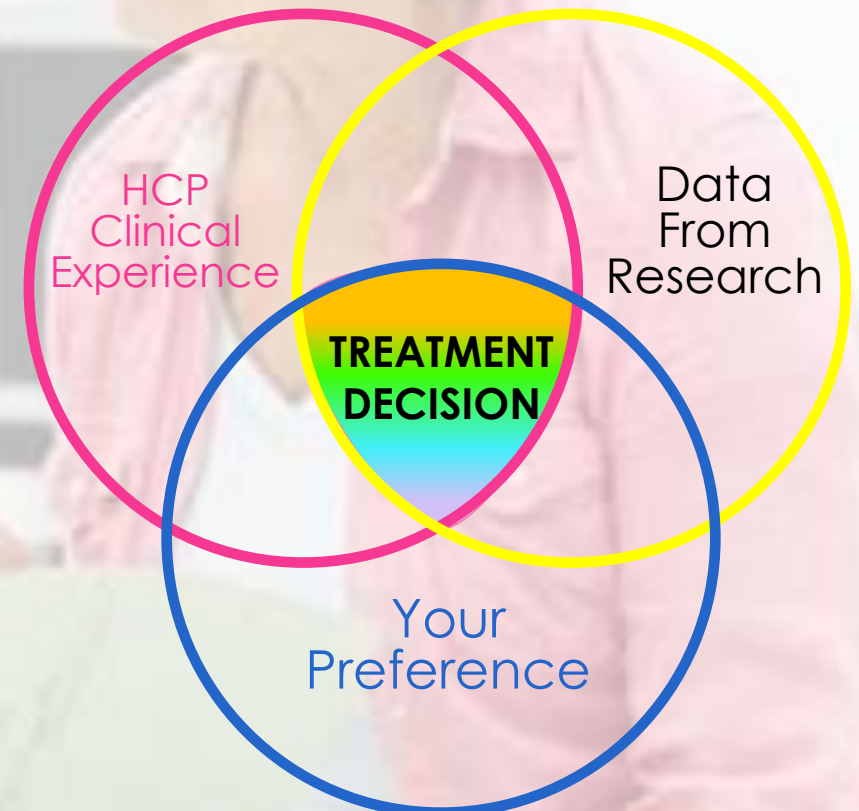 HCP
Clinical
Experience
Data
From
Research
TREATMENT
DECISION
Your
Preference